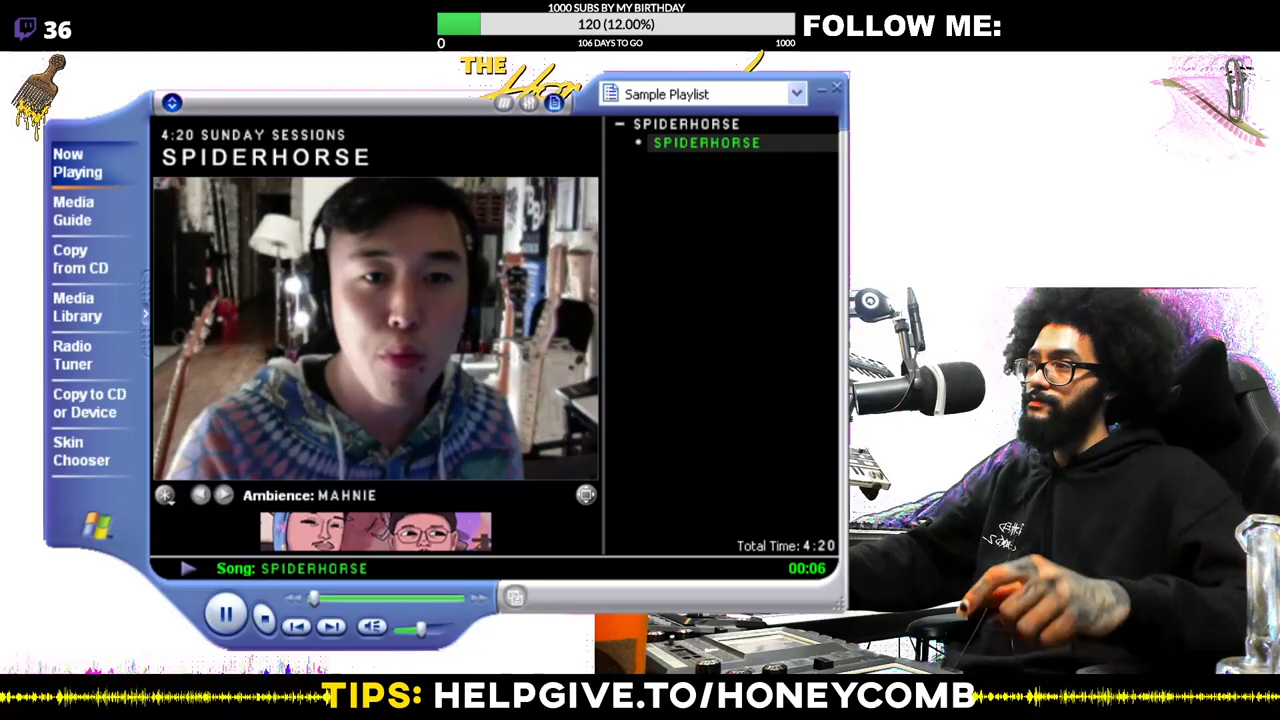 36
1000 SUBS BY MY BIRTHDAY
120 (12.00%)
0
106 DAYS TO GO
1000
FOLLOW ME:
THE
Sample Playlist
4:20 SUNDAY SESSIONS
SPIDERHORSE
SPIDERHORSE
SPIDERHORSE
Now
Playing
Media
Guide
Copy
from CD
Media
Library
Radio
Tuner
Copy to CD
or Device
Skin
Chooser
Ambience: MAHNIE
Total Time: 4:20
Song: SPIDERHORSE
00:06
TIPS: HELPGIVE.TO/HONEYCOMB